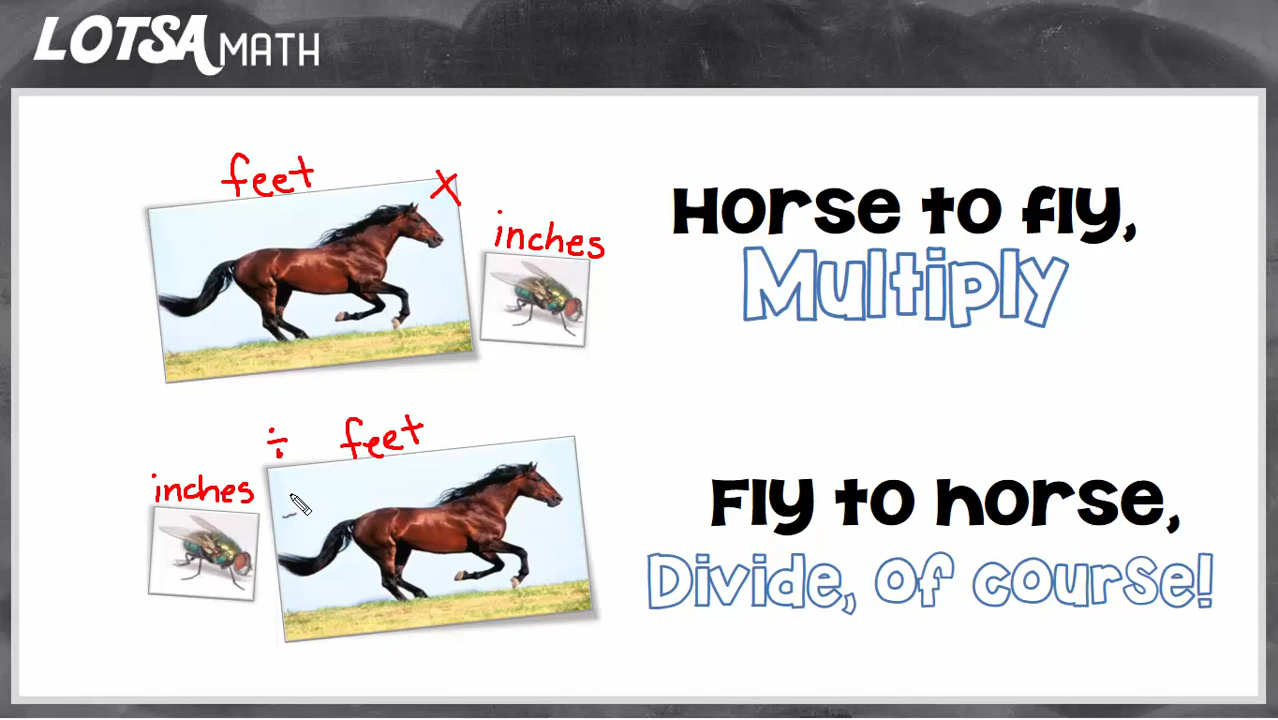 LOTSA MATH
feet x
inches
Horse to fly,
Multiply
÷ feet
inches
Fly to horse,
Divide, of course!